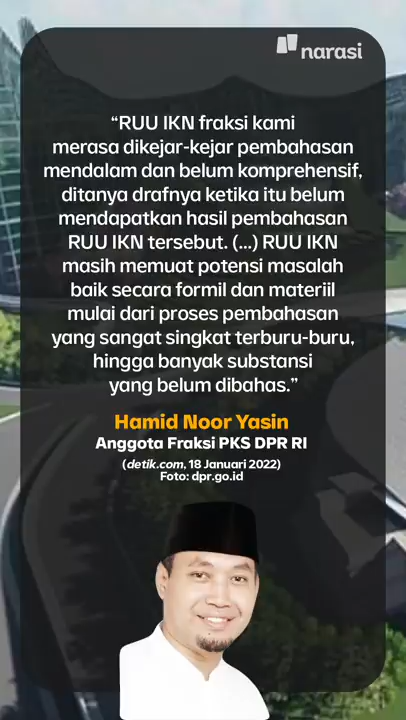 narasi
“RUU IKN fraksi kami
merasa dikejar-kejar pembahasan
mendalam dan belum komprehensif,
ditanya drafnya ketika itu belum
mendapatkan hasil pembahasan
RUU IKN tersebut. (...) RUU IKN
masih memuat potensi masalah
baik secara formil dan materiil
mulai dari proses pembahasan
yang sangat singkat terburu-buru,
hingga banyak substansi
yang belum dibahas.”
Hamid Noor Yasin
Anggota Fraksi PKS DPR RI
(detik.com, 18 Januari 2022)
Foto: dpr.go.id